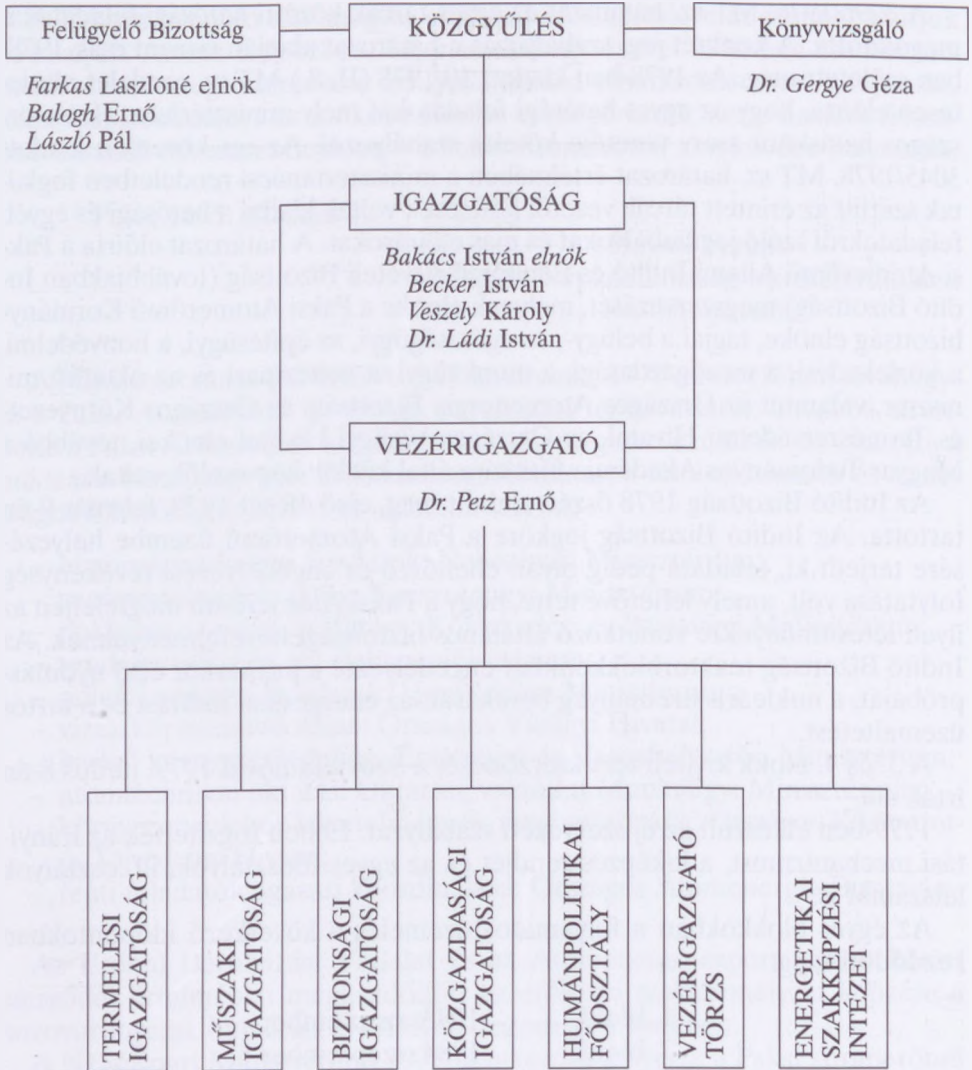 Felügyelő Bizottság
KÖZGYŰLÉS
Könyvvizsgáló
Farkas Lászlóné elnök
Balogh Ernő
László Pál
Dr. Gergye Géza
IGAZGATÓSÁG
Bakács István elnök
Becker István
Veszely Károly
Dr. Ládi István
VEZÉRIGAZGATÓ
Dr. Petz Ernő
TERMELÉSI
IGAZGATÓSÁG
MŰSZAKI
IGAZGATÓSÁG
BIZTONSÁGI
IGAZGATÓSÁG
KÖZGAZDASÁGI
IGAZGATÓSÁG
HUMÁNPOLITIKAI
FŐOSZTÁLY
VEZÉRIGAZGATÓ
TÖRZS
ENERGETIKAI
SZAKKÉPZÉSI
INTÉZET